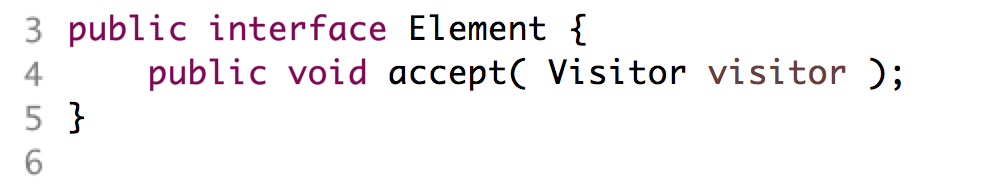 3 public interface Element {
4     public void accept( Visitor visitor );
5 }
6